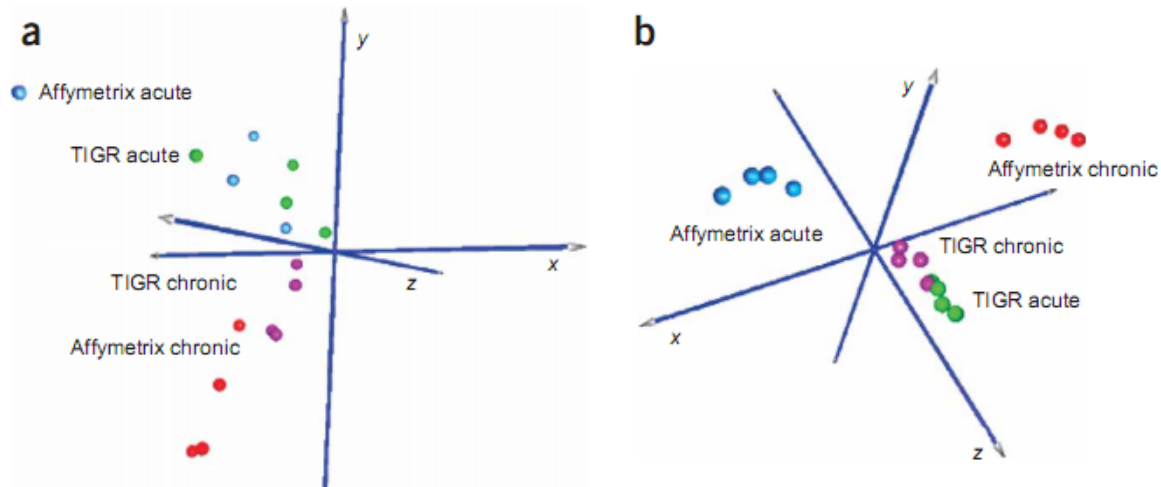 a
y
Affymetrix acute
TIGR acute
x
z
TIGR chronic
Affymetrix chronic
b
y
Affymetrix chronic
Affymetrix acute
TIGR chronic
TIGR acute
x
z